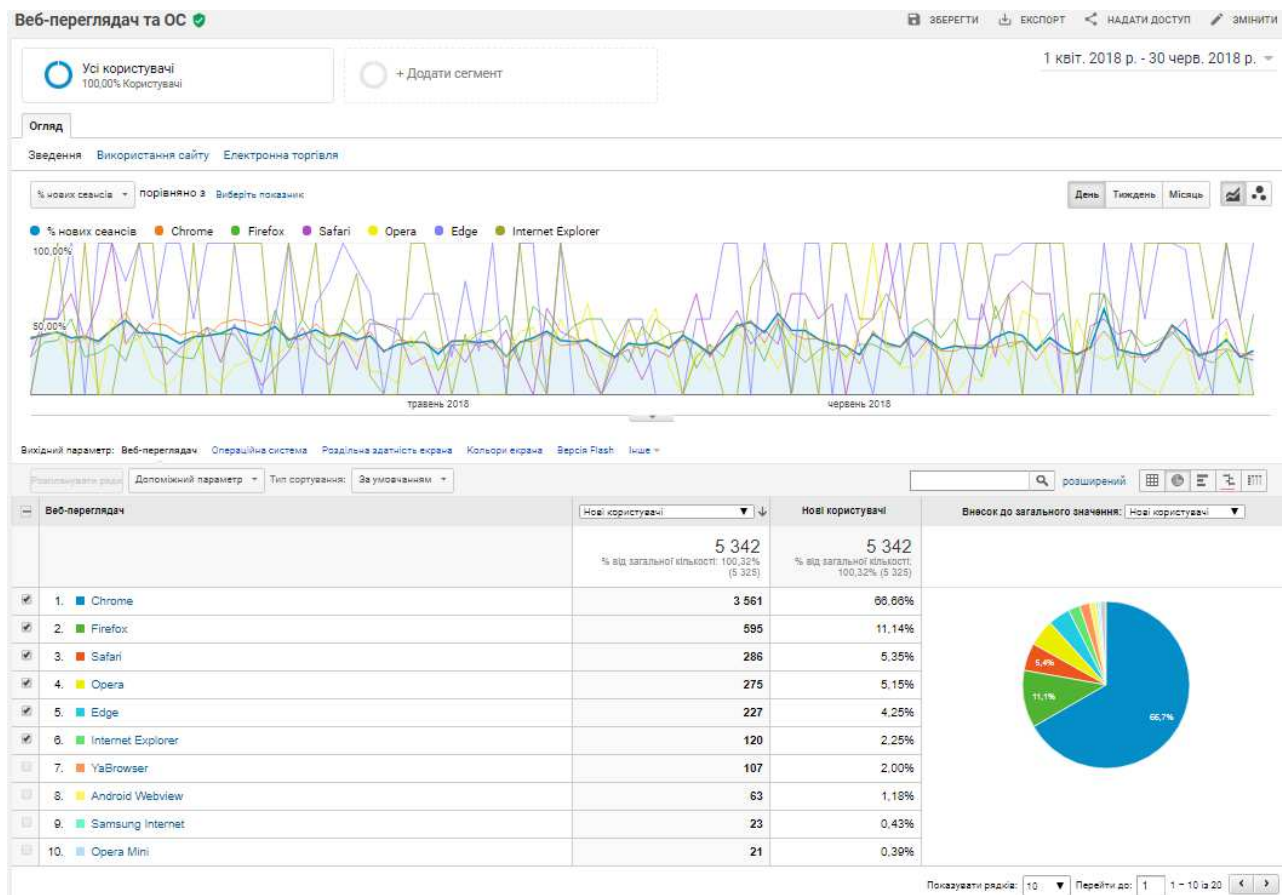 Веб-переглядач та ОС
ЗБЕРЕГТИ ЕКСПОРТ НАДАТИ ДОСТУП ЗМІНИТИ
Усі користувачі
100,00% Користувачі
+ Додати сегмент
1 квіт. 2018 р. - 30 черв. 2018 р.
Огляд
Зведення Використання сайту Електронна торгівля
% нових сеансів порівняно з Виберіть показник
День Тиждень Місяць
% нових сеансів Chrome Firefox Safari Opera Edge Internet Explorer
100,00%
50,00%
травень 2018 червень 2018
Вихідний параметр: Веб-переглядач Операційна система Роздільна здатність екрана Кольори екрана Версія Flash Інше
Допоміжний параметр Тип сортування: За умовчанням розширений
Веб-переглядач Нові користувачі Нові користувачі Внесок до загального значення: Нові користувачі
5 342 5 342
% від загальної кількості: 100,32% % від загальної кількості:
(5 325) 100,32% (5 325)
1. Chrome 3 561 66,66%
2. Firefox 595 11,14%
3. Safari 286 5,35%
4. Opera 275 5,15%
5. Edge 227 4,25%
6. Internet Explorer 120 2,25%
7. YaBrowser 107 2,00%
8. Android Webview 63 1,18%
9. Samsung Internet 23 0,43%
10. Opera Mini 21 0,39%
5,4%
11,1%
66,7%
Показувати рядків: 10 Перейти до: 1 1 – 10 із 20